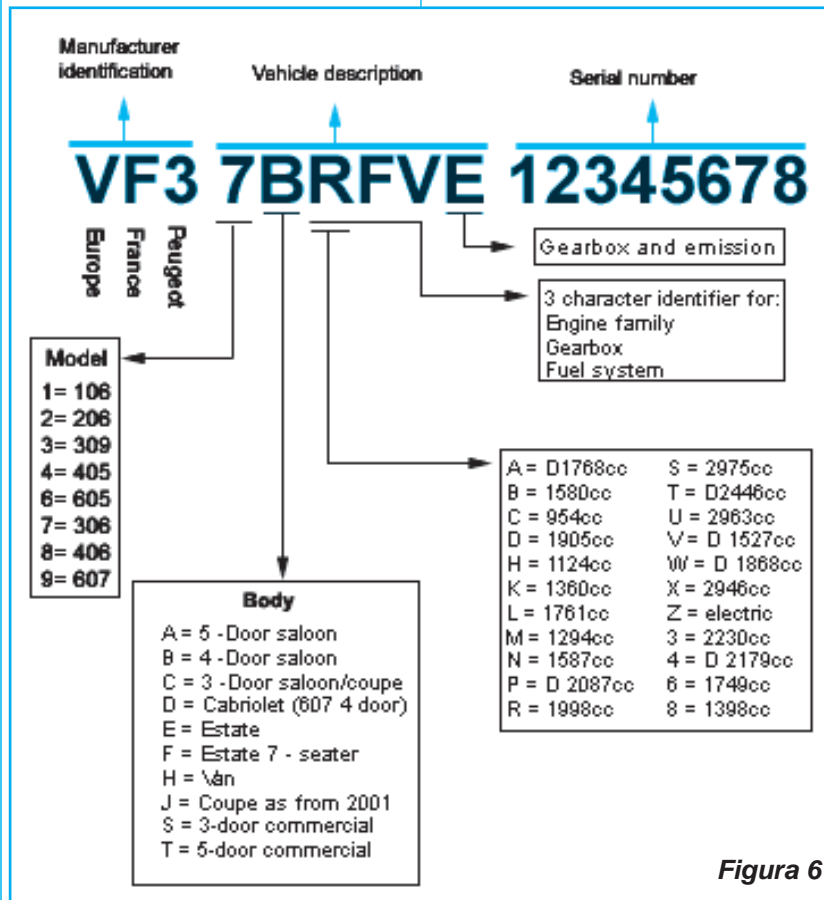 Manufacturer
identification
Vehicle description
Serial number
VF3 7BRFVE 12345678
Europe
France
Peugeot
Gearbox and emission
3 character identifier for:
Engine family
Gearbox
Fuel system
Model
1= 106
2= 206
3= 309
4= 405
6= 605
7= 306
8= 406
9= 607
A = D1768cc
B = 1580cc
C = 954cc
D = 1905cc
H = 1124cc
K = 1360cc
L = 1761cc
M = 1294cc
N = 1587cc
P = D 2087cc
R = 1998cc
S = 2975cc
T = D2446cc
U = 2963cc
V = D 1527cc
W = D 1868cc
X = 2946cc
Z = electric
3 = 2230cc
4 = D 2179cc
6 = 1749cc
8 = 1398cc
Body
A = 5 -Door saloon
B = 4 -Door saloon
C = 3 -Door saloon/coupe
D = Cabriolet (607 4 door)
E = Estate
F = Estate 7 - seater
H = Van
J = Coupe as from 2001
S = 3-door commercial
T = 5-door commercial
Figura 6